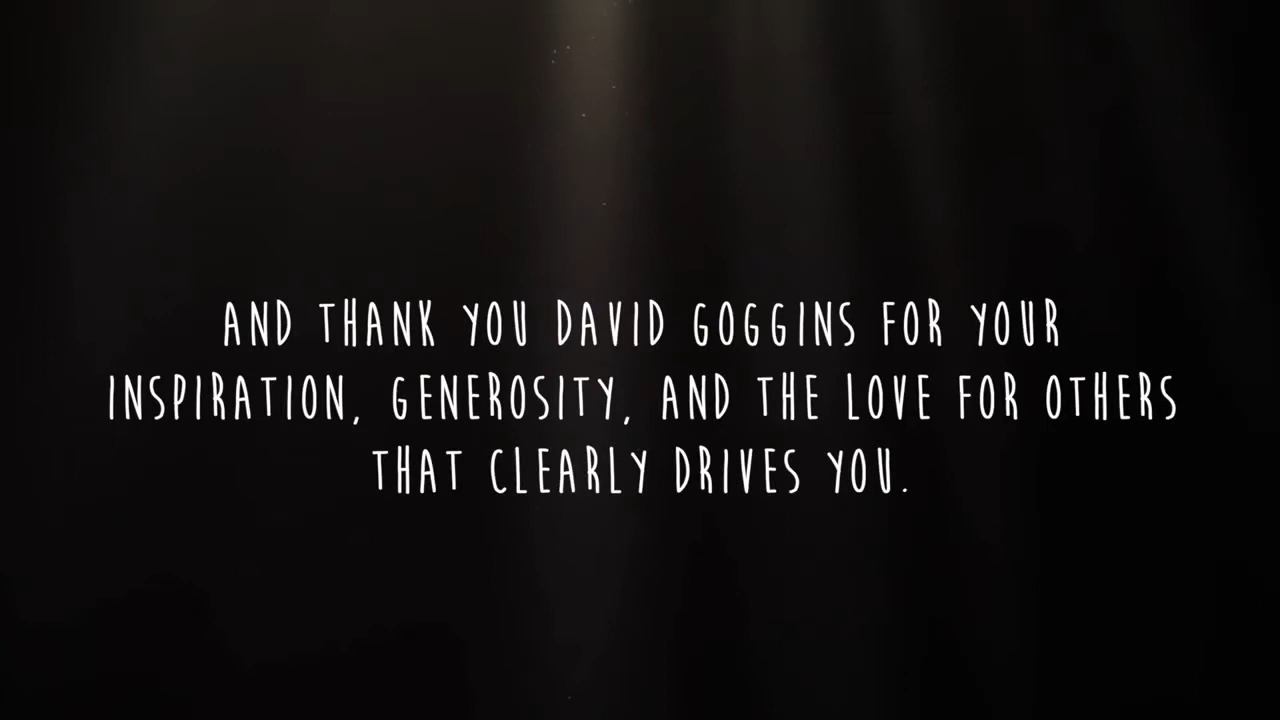 AND THANK YOU DAVID GOGGINS FOR YOUR
INSPIRATION, GENEROSITY, AND THE LOVE FOR OTHERS
THAT CLEARLY DRIVES YOU.